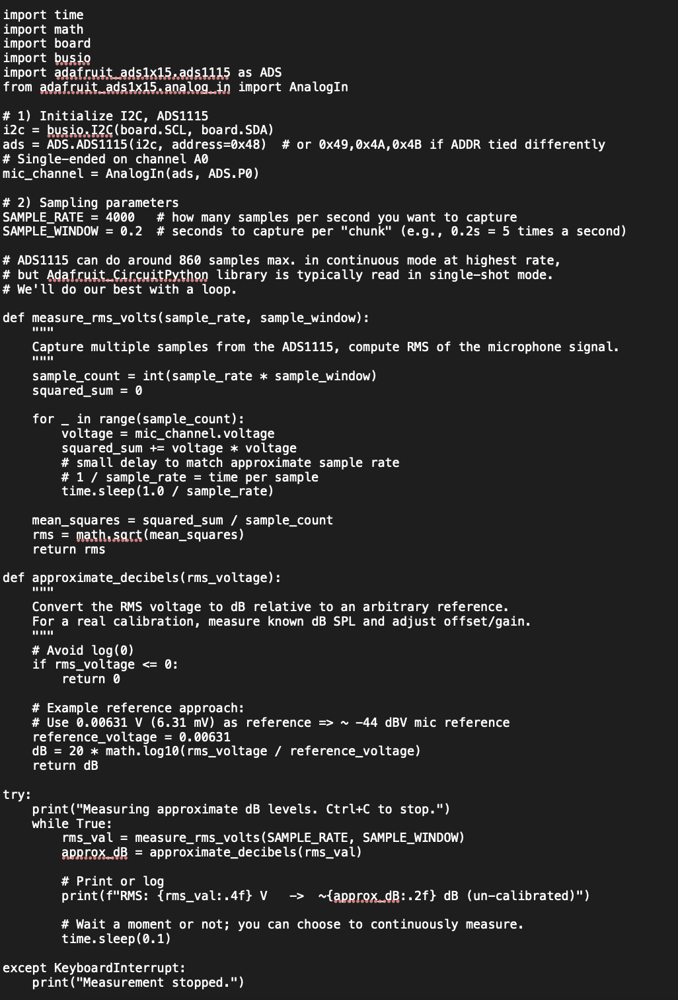 import time
import math
import board
import busio
import adafruit_ads1x15.ads1115 as ADS
from adafruit_ads1x15.analog_in import AnalogIn

# 1) Initialize I2C, ADS1115
i2c = busio.I2C(board.SCL, board.SDA)
ads = ADS.ADS1115(i2c, address=0x48)  # or 0x49,0x4A,0x4B if ADDR tied differently
# Single-ended on channel A0
mic_channel = AnalogIn(ads, ADS.P0)

# 2) Sampling parameters
SAMPLE_RATE = 4000   # how many samples per second you want to capture
SAMPLE_WINDOW = 0.2  # seconds to capture per "chunk" (e.g., 0.2s = 5 times a second)

# ADS1115 can do around 860 samples max. in continuous mode at highest rate,
# but Adafruit_CircuitPython library is typically read in single-shot mode.
# We'll do our best with a loop.

def measure_rms_volts(sample_rate, sample_window):
    """
    Capture multiple samples from the ADS1115, compute RMS of the microphone signal.
    """
    sample_count = int(sample_rate * sample_window)
    squared_sum = 0

    for _ in range(sample_count):
        voltage = mic_channel.voltage
        squared_sum += voltage * voltage
        # small delay to match approximate sample rate
        # 1 / sample_rate = time per sample
        time.sleep(1.0 / sample_rate)

    mean_squares = squared_sum / sample_count
    rms = math.sqrt(mean_squares)
    return rms

def approximate_decibels(rms_voltage):
    """
    Convert the RMS voltage to dB relative to an arbitrary reference.
    For a real calibration, measure known dB SPL and adjust offset/gain.
    """
    # Avoid log(0)
    if rms_voltage <= 0:
        return 0

    # Example reference approach:
    # Use 0.00631 V (6.31 mV) as reference => ~ -44 dBV mic reference
    reference_voltage = 0.00631
    dB = 20 * math.log10(rms_voltage / reference_voltage)
    return dB

try:
    print("Measuring approximate dB levels. Ctrl+C to stop.")
    while True:
        rms_val = measure_rms_volts(SAMPLE_RATE, SAMPLE_WINDOW)
        approx_dB = approximate_decibels(rms_val)

        # Print or log
        print(f"RMS: {rms_val:.4f} V   ->  ~{approx_dB:.2f} dB (un-calibrated)")

        # Wait a moment or not; you can choose to continuously measure.
        time.sleep(0.1)

except KeyboardInterrupt:
    print("Measurement stopped.")